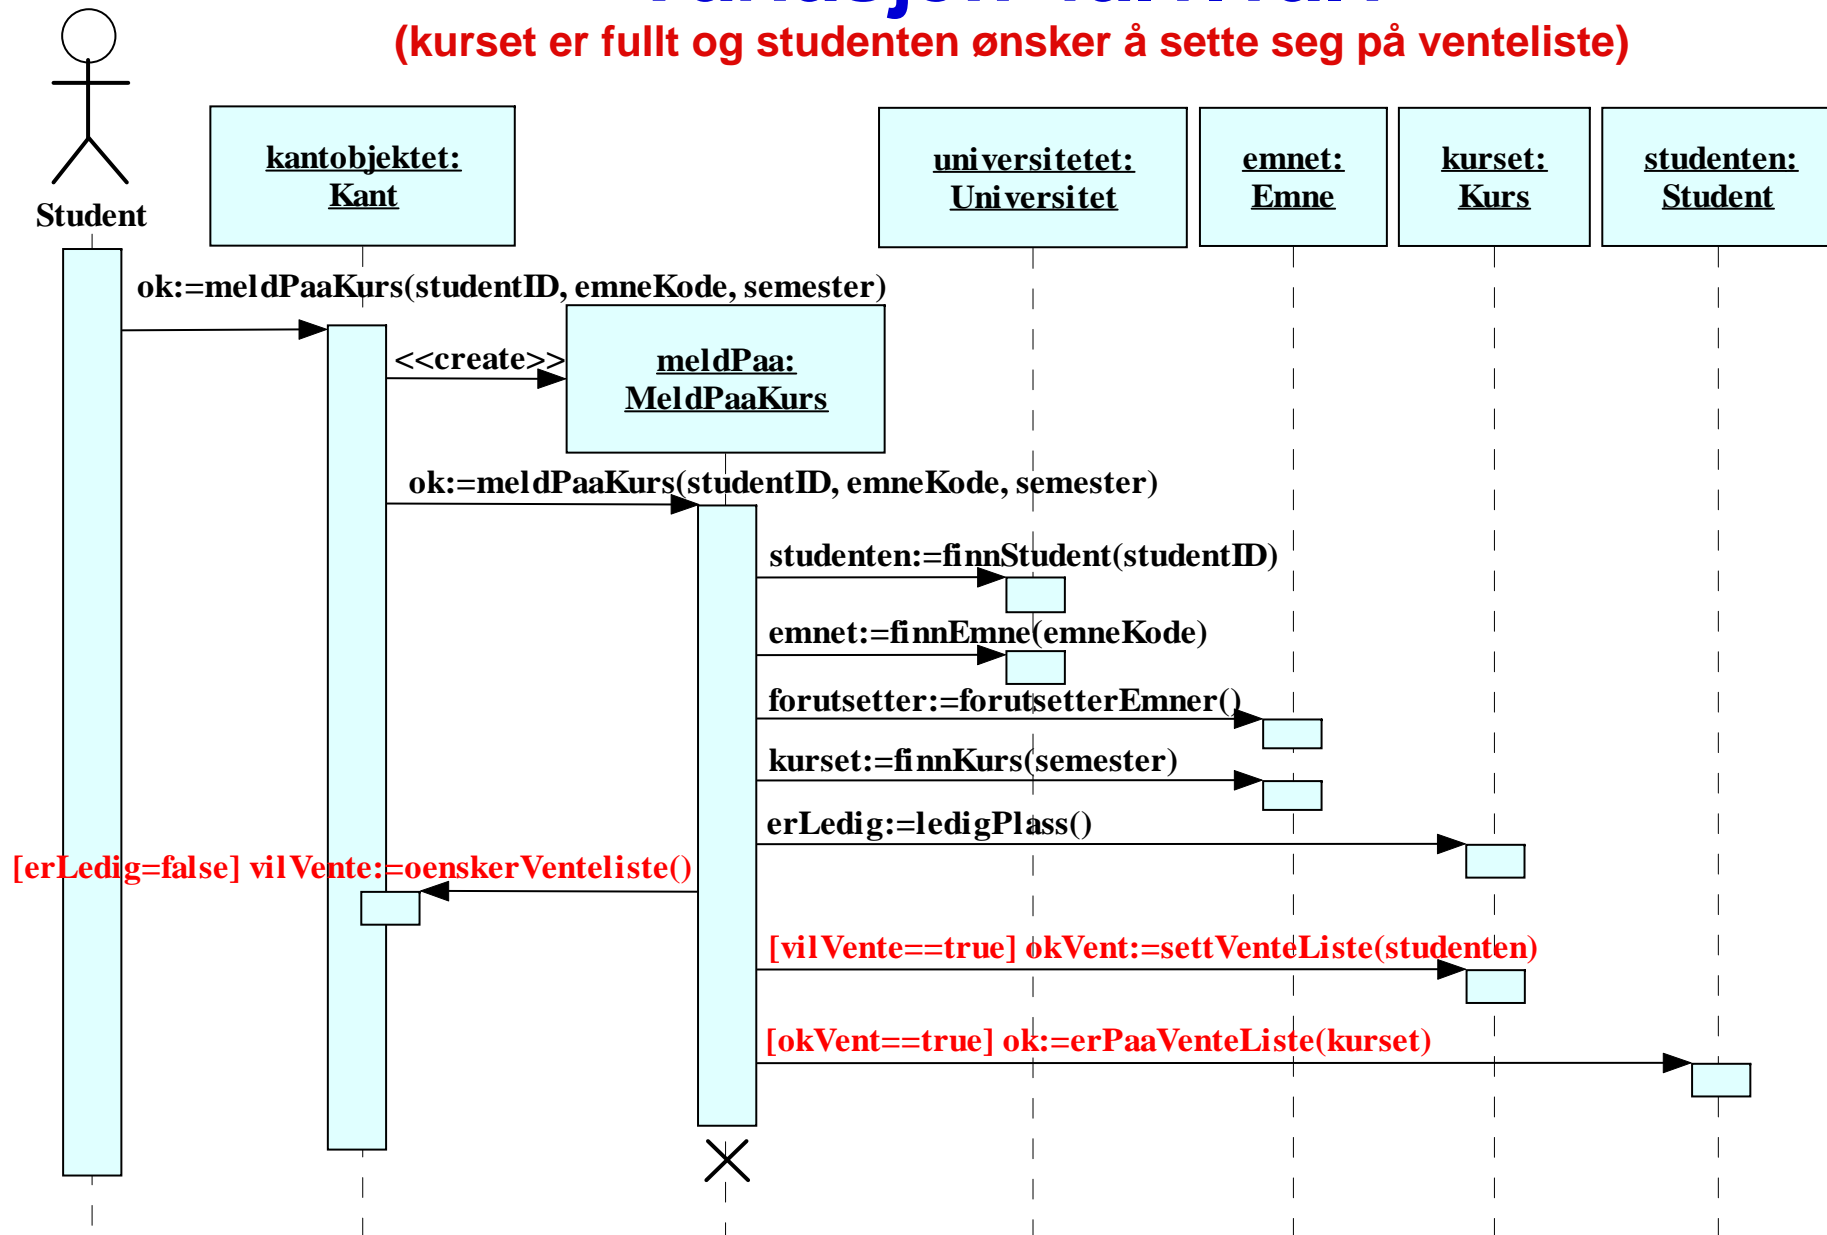 (kurset er fullt og studenten ønsker å sette seg på venteliste)
Student
kantobjektet:
Kant
universitetet:
Universitet
emnet:
Emne
kurset:
Kurs
studenten:
Student
ok:=meldPaaKurs(studentID, emneKode, semester)
<<create>>
meldPaa:
MeldPaaKurs
ok:=meldPaaKurs(studentID, emneKode, semester)
studenten:=finnStudent(studentID)
emnet:=finnEmne(emneKode)
forutsetter:=forutsetterEmner()
kurset:=finnKurs(semester)
erLedig:=ledigPlass()
[erLedig=false] vilVente:=oenskerVenteliste()
[vilVente==true] okVent:=settVenteListe(studenten)
[okVent==true] ok:=erPaaVenteListe(kurset)